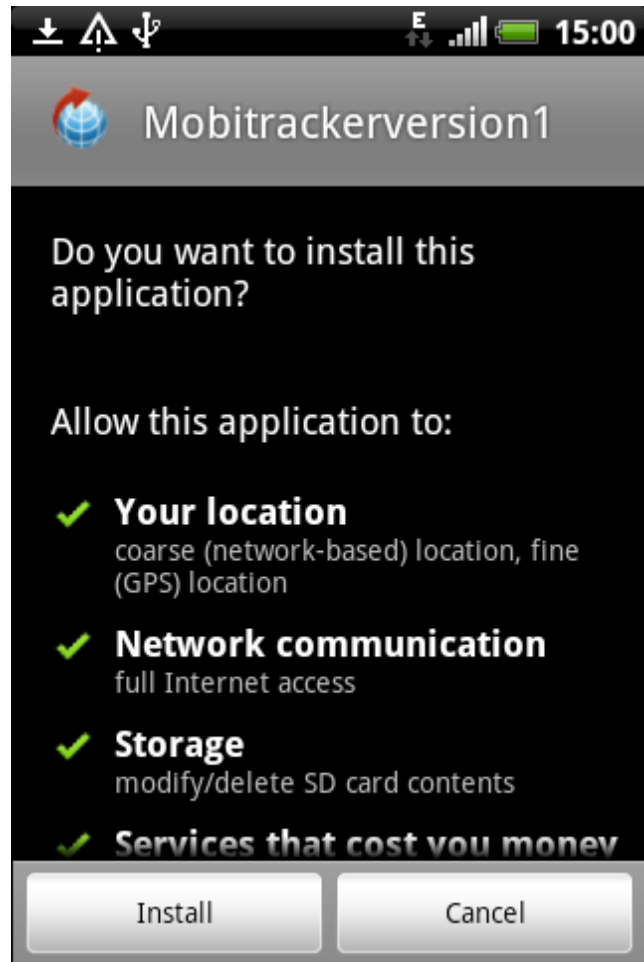 E
15:00
Mobitrackerversion1
Do you want to install this
application?
Allow this application to:
Your location
coarse (network-based) location, fine
(GPS) location
Network communication
full Internet access
Storage
modify/delete SD card contents
Services that cost you money
Install
Cancel